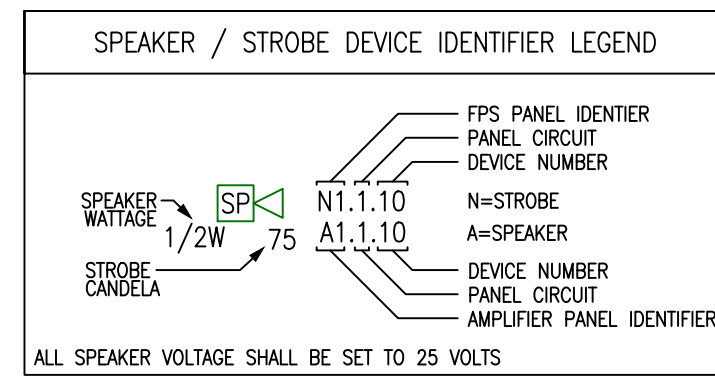 SPEAKER / STROBE DEVICE IDENTIFIER LEGEND
FPS PANEL IDENTIER
PANEL CIRCUIT
DEVICE NUMBER
SPEAKER
WATTAGE
SP
N1.1.10
N=STROBE
1/2W
75
A1.1.10
A=SPEAKER
STROBE
CANDELA
DEVICE NUMBER
PANEL CIRCUIT
AMPLIFIER PANEL IDENTIFIER
ALL SPEAKER VOLTAGE SHALL BE SET TO 25 VOLTS